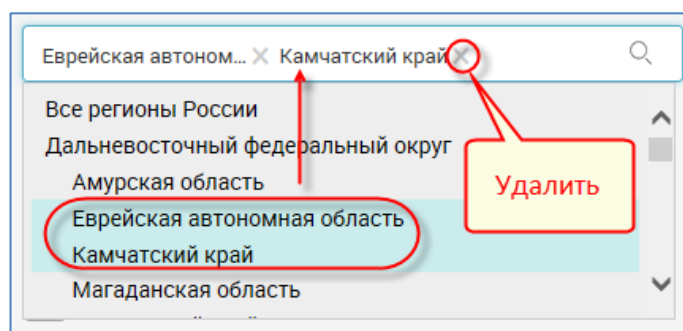 Еврейская автоном... Камчатский край
Все регионы России
Дальневосточный федеральный округ
Амурская область
Еврейская автономная область
Камчатский край
Магаданская область
Удалить